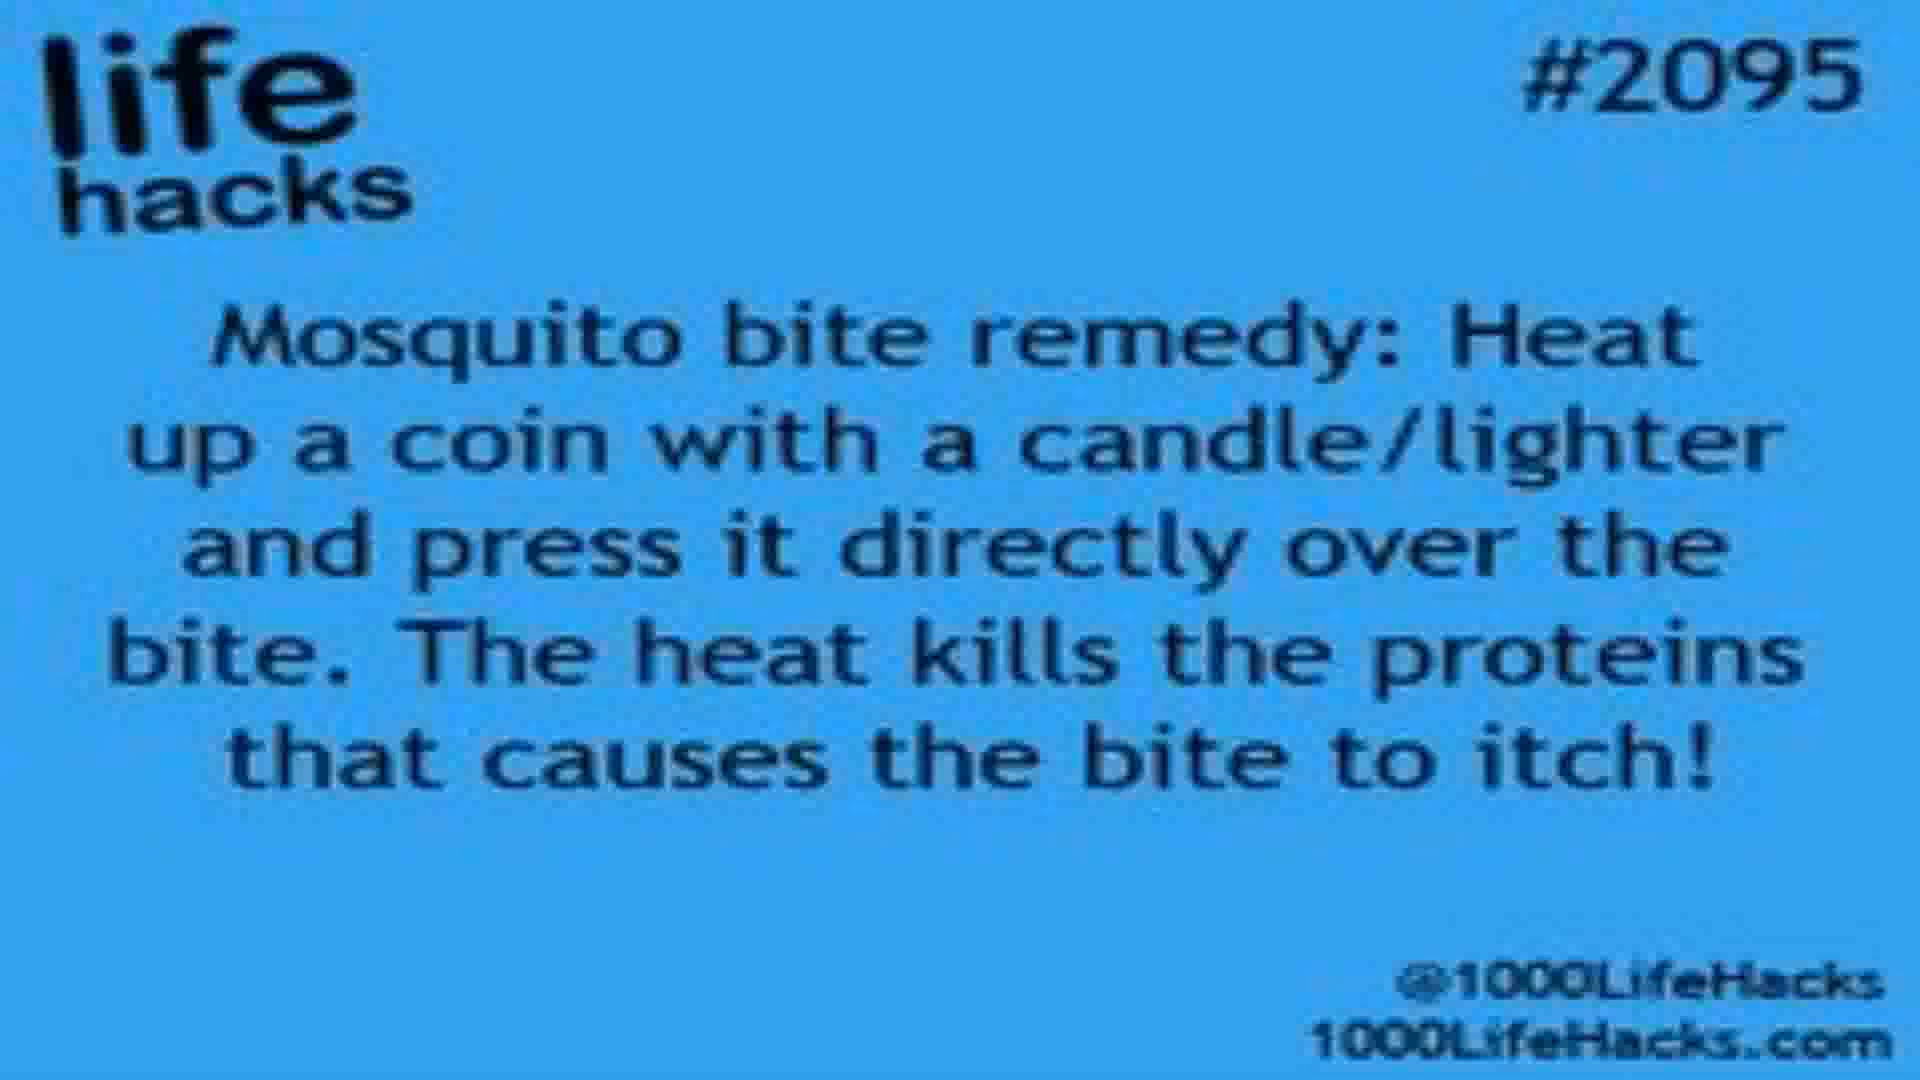 life
hacks
#2095
Mosquito bite remedy: Heat
up a coin with a candle/lighter
and press it directly over the
bite. The heat kills the proteins
that causes the bite to itch!
@1000LifeHacks
1000LifeHacks.com